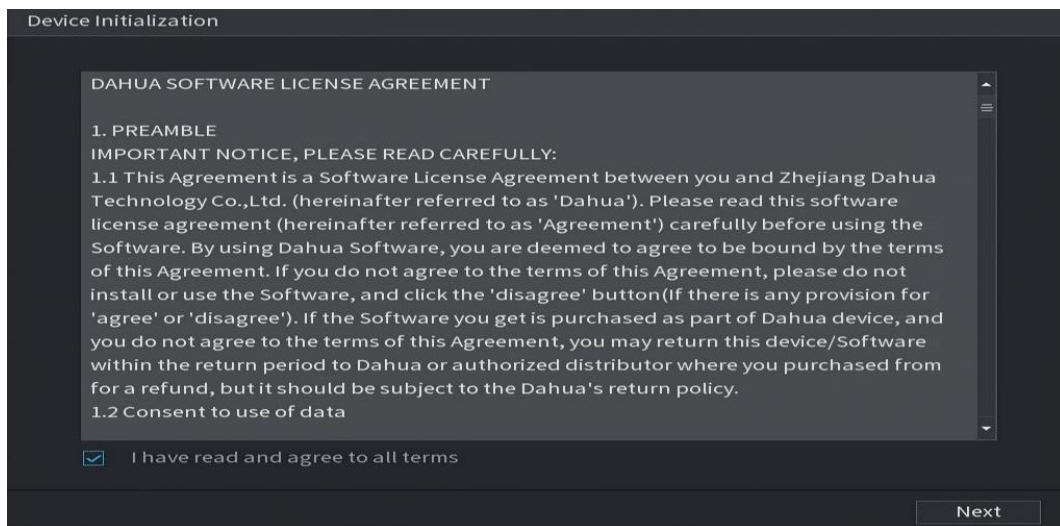 Device Initialization
DAHUA SOFTWARE LICENSE AGREEMENT
1. PREAMBLE
IMPORTANT NOTICE, PLEASE READ CAREFULLY:
1.1 This Agreement is a Software License Agreement between you and Zhejiang Dahua
Technology Co.,Ltd. (hereinafter referred to as 'Dahua'). Please read this software
license agreement (hereinafter referred to as 'Agreement') carefully before using the
Software. By using Dahua Software, you are deemed to agree to be bound by the terms
of this Agreement. If you do not agree to the terms of this Agreement, please do not
install or use the Software, and click the 'disagree' button(If there is any provision for
'agree' or 'disagree'). If the Software you get is purchased as part of Dahua device, and
you do not agree to the terms of this Agreement, you may return this device/Software
within the return period to Dahua or authorized distributor where you purchased from
for a refund, but it should be subject to the Dahua's return policy.
1.2 Consent to use of data
I have read and agree to all terms
Next